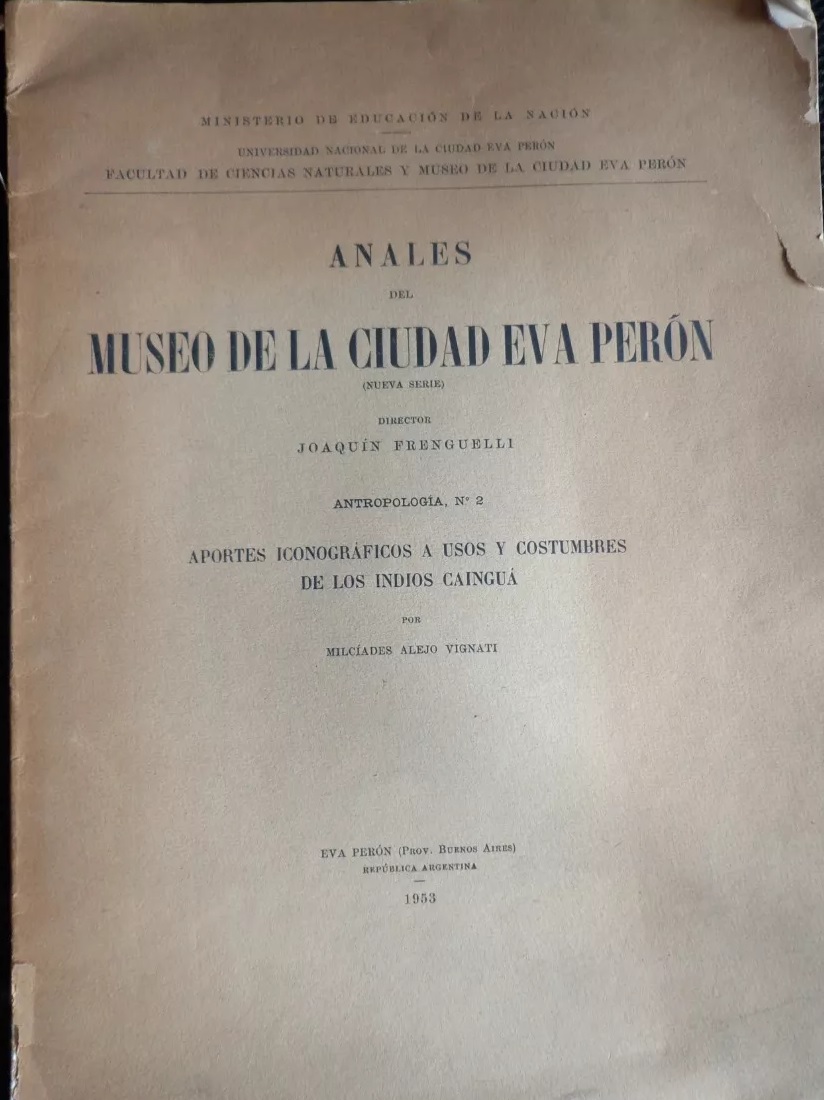 MINISTERIO DE EDUCACIÓN DE LA NACIÓN
UNIVERSIDAD NACIONAL DE LA CIUDAD EVA PERÓN
FACULTAD DE CIENCIAS NATURALES Y MUSEO DE LA CIUDAD EVA PERÓN
ANALES
DEL
MUSEO DE LA CIUDAD EVA PERÓN
(NUEVA SERIE)
DIRECTOR
JOAQUÍN FRENGUELLI
ANTROPOLOGÍA, N° 2
APORTES ICONOGRÁFICOS A USOS Y COSTUMBRES
DE LOS INDIOS CAINGUÁ
POR
MILCÍADES ALEJO VIGNATI
EVA PERÓN (Prov. Buenos Aires)
REPÚBLICA ARGENTINA
1953